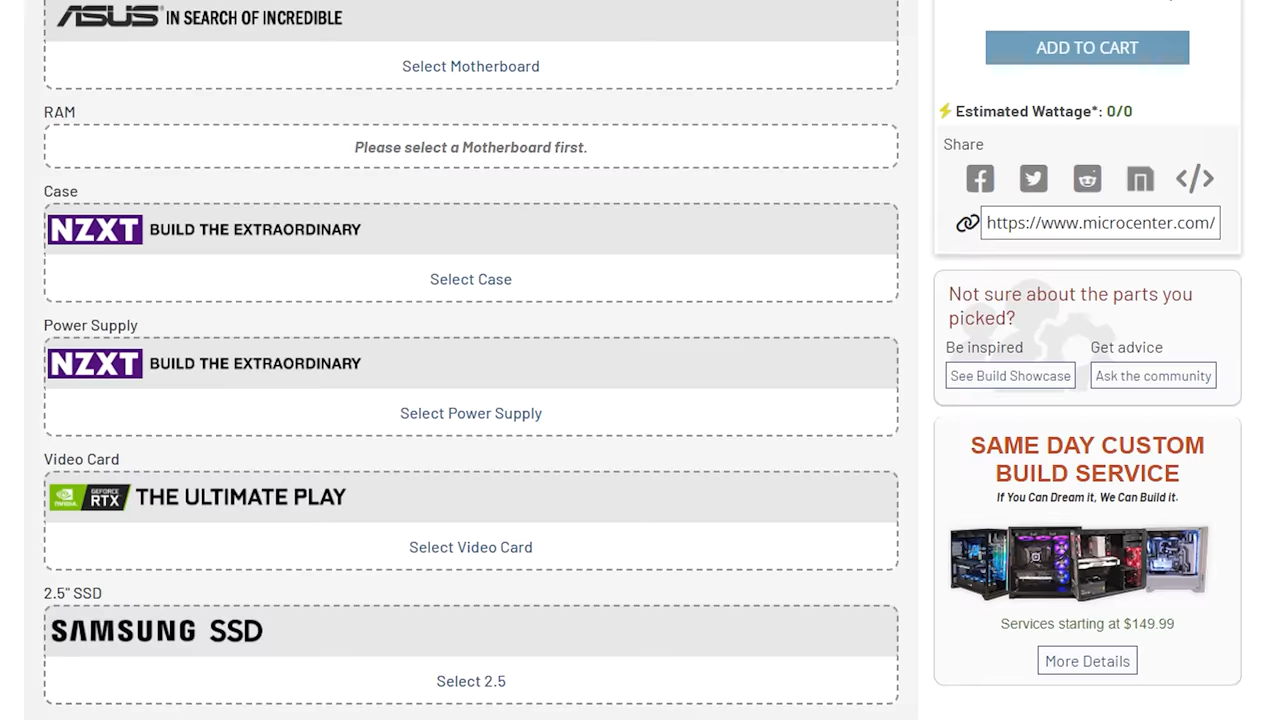 ASUS IN SEARCH OF INCREDIBLE
Select Motherboard
RAM
Please select a Motherboard first.
Case
NZXT BUILD THE EXTRAORDINARY
Select Case
Power Supply
NZXT BUILD THE EXTRAORDINARY
Select Power Supply
Video Card
NVIDIA GEFORCE RTX THE ULTIMATE PLAY
Select Video Card
2.5" SSD
SAMSUNG SSD
Select 2.5
ADD TO CART
Estimated Wattage*: 0/0
Share
https://www.microcenter.com/
Not sure about the parts you
picked?
Be inspired
Get advice
See Build Showcase
Ask the community
SAME DAY CUSTOM
BUILD SERVICE
If You Can Dream it, We Can Build it.
Services starting at $149.99
More Details